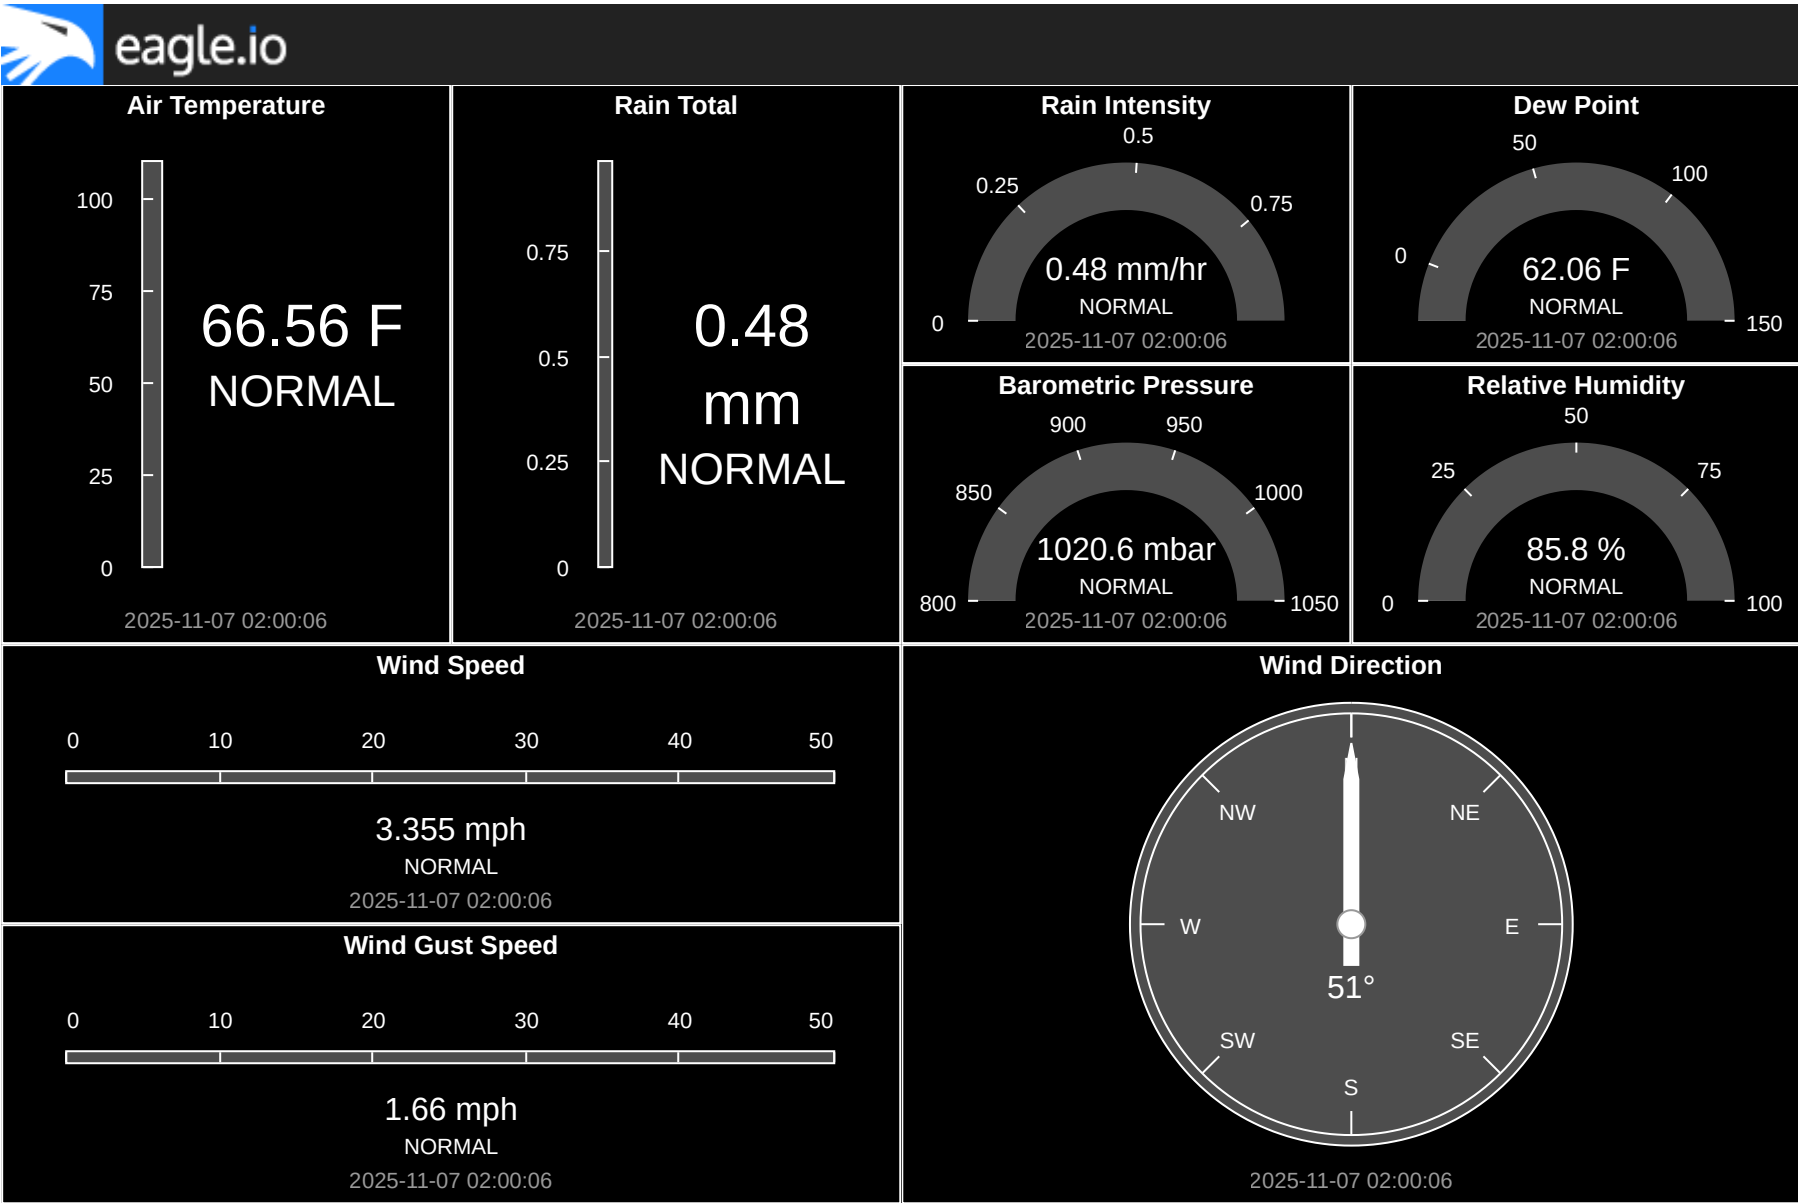 eagle.io
Air Temperature
100
75
50
25
0
66.56 F
NORMAL
2025-11-07 02:00:06
Rain Total
0.75
0.5
0.25
0
0.48
mm
NORMAL
2025-11-07 02:00:06
Rain Intensity
0
0.25
0.5
0.75
0.48 mm/hr
NORMAL
2025-11-07 02:00:06
Dew Point
0
50
100
150
62.06 F
NORMAL
2025-11-07 02:00:06
Barometric Pressure
800
850
900
950
1000
1050
1020.6 mbar
NORMAL
2025-11-07 02:00:06
Relative Humidity
0
25
50
75
100
85.8 %
NORMAL
2025-11-07 02:00:06
Wind Speed
0 10 20 30 40 50
3.355 mph
NORMAL
2025-11-07 02:00:06
Wind Gust Speed
0 10 20 30 40 50
1.66 mph
NORMAL
2025-11-07 02:00:06
Wind Direction
NW NE
W E
51°
SW SE
S
2025-11-07 02:00:06